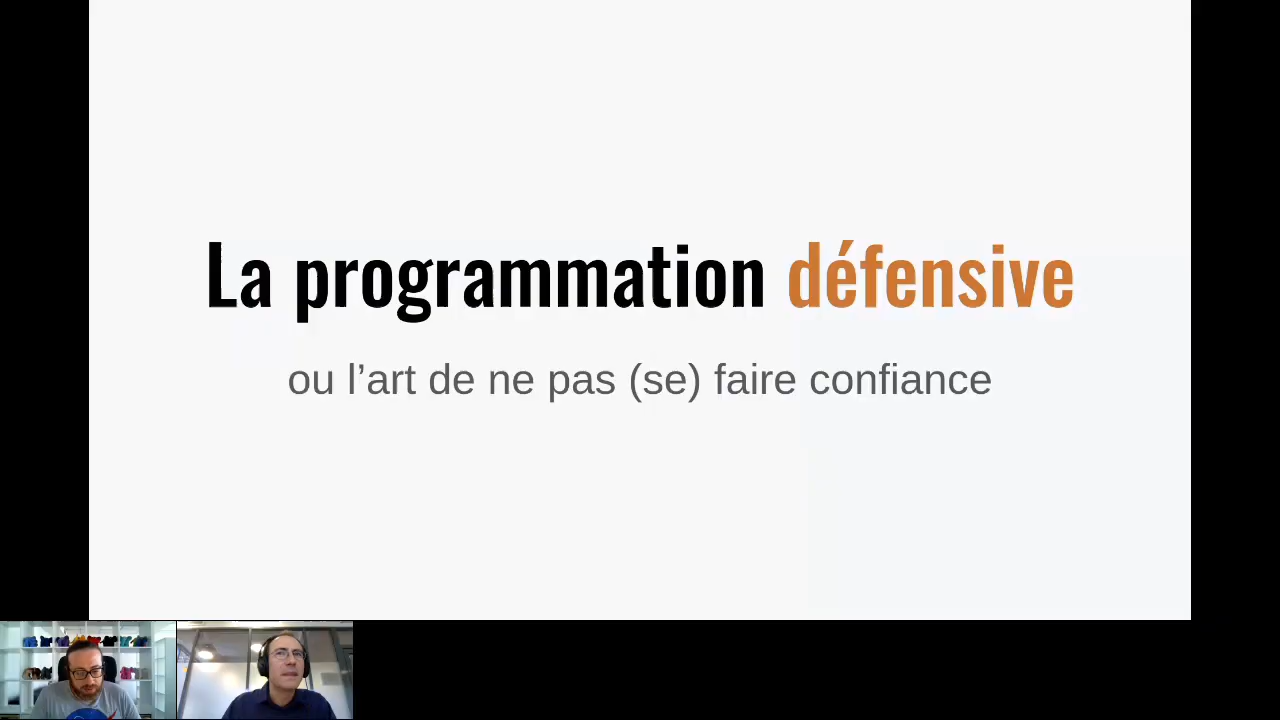 La programmation défensive
ou l’art de ne pas (se) faire confiance